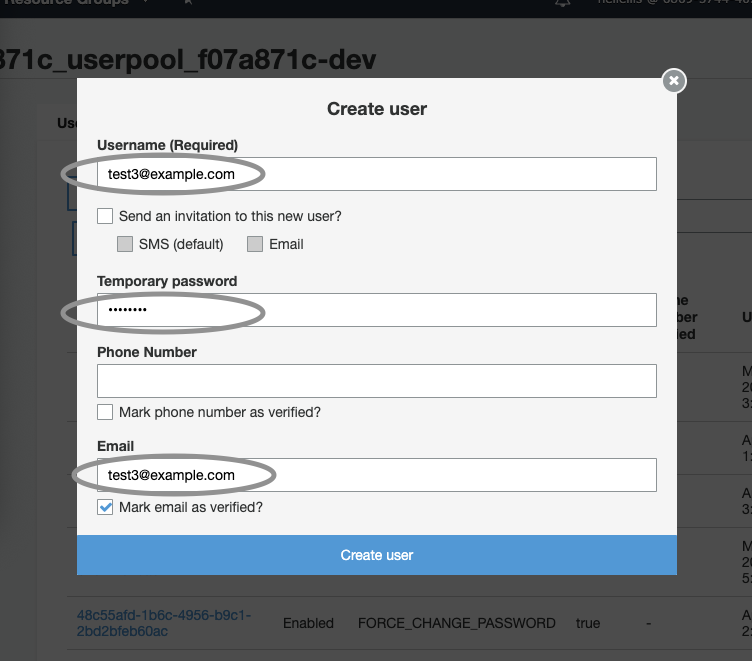 Resource Groups
371c_userpool_f07a871c-dev
Create user
Username (Required)
test3@example.com
Send an invitation to this new user?
SMS (default) Email
Temporary password
••••••••
Phone Number
Mark phone number as verified?
Email
test3@example.com
Mark email as verified?
Create user
48c55afd-1b6c-4956-b9c1-
2bd2bfeb60ac
Enabled FORCE_CHANGE_PASSWORD true -